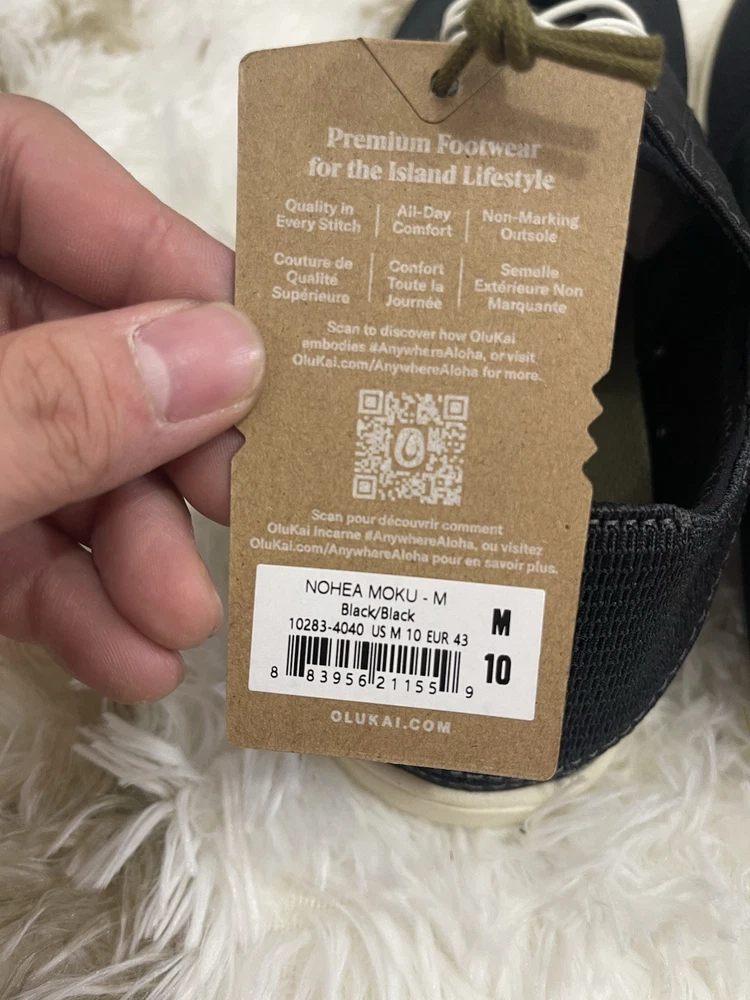 Premium Footwear
for the Island Lifestyle
Quality in
Every Stitch
All-Day
Comfort
Non-Marking
Outsole
Couture de
Qualité
Supérieure
Confort
Toute la
Journée
Semelle
Extérieure Non
Marquante
Scan to discover how OluKai
embodies #AnywhereAloha, or visit
OluKai.com/AnywhereAloha for more.
Scan pour découvrir comment
OluKai incarne #AnywhereAloha, ou visitez
OluKai.com/AnywhereAloha pour en savoir plus.
NOHEA MOKU - M
Black/Black
10283-4040 US M 10 EUR 43
M
10
8 83956 21155 9
OLUKAI.COM